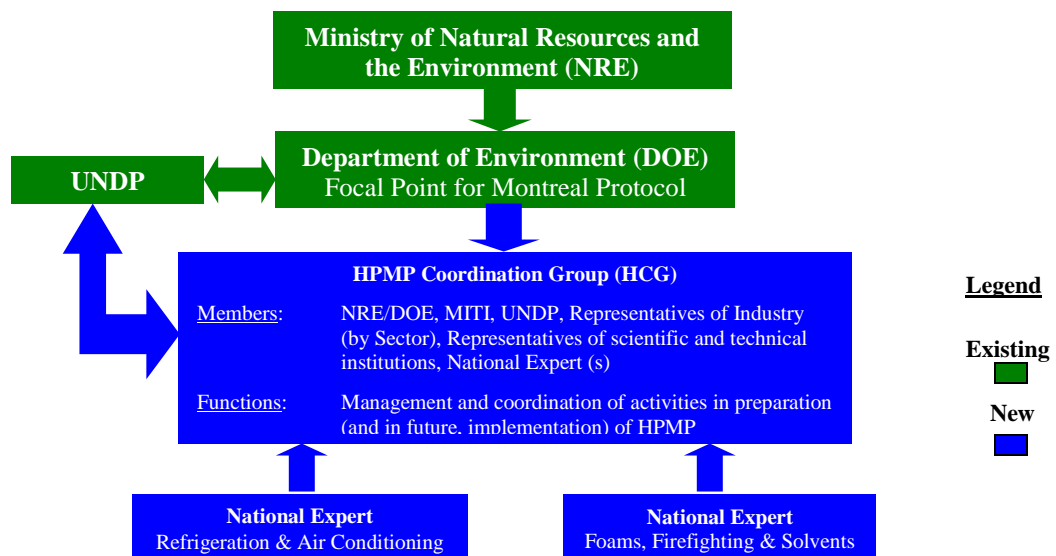 Ministry of Natural Resources and
the Environment (NRE)
Department of Environment (DOE)
Focal Point for Montreal Protocol
UNDP
HPMP Coordination Group (HCG)
Members: NRE/DOE, MITI, UNDP, Representatives of Industry
(by Sector), Representatives of scientific and technical
institutions, National Expert (s)
Functions: Management and coordination of activities in preparation
(and in future, implementation) of HPMP
National Expert
Refrigeration & Air Conditioning
National Expert
Foams, Firefighting & Solvents
Legend
Existing
New